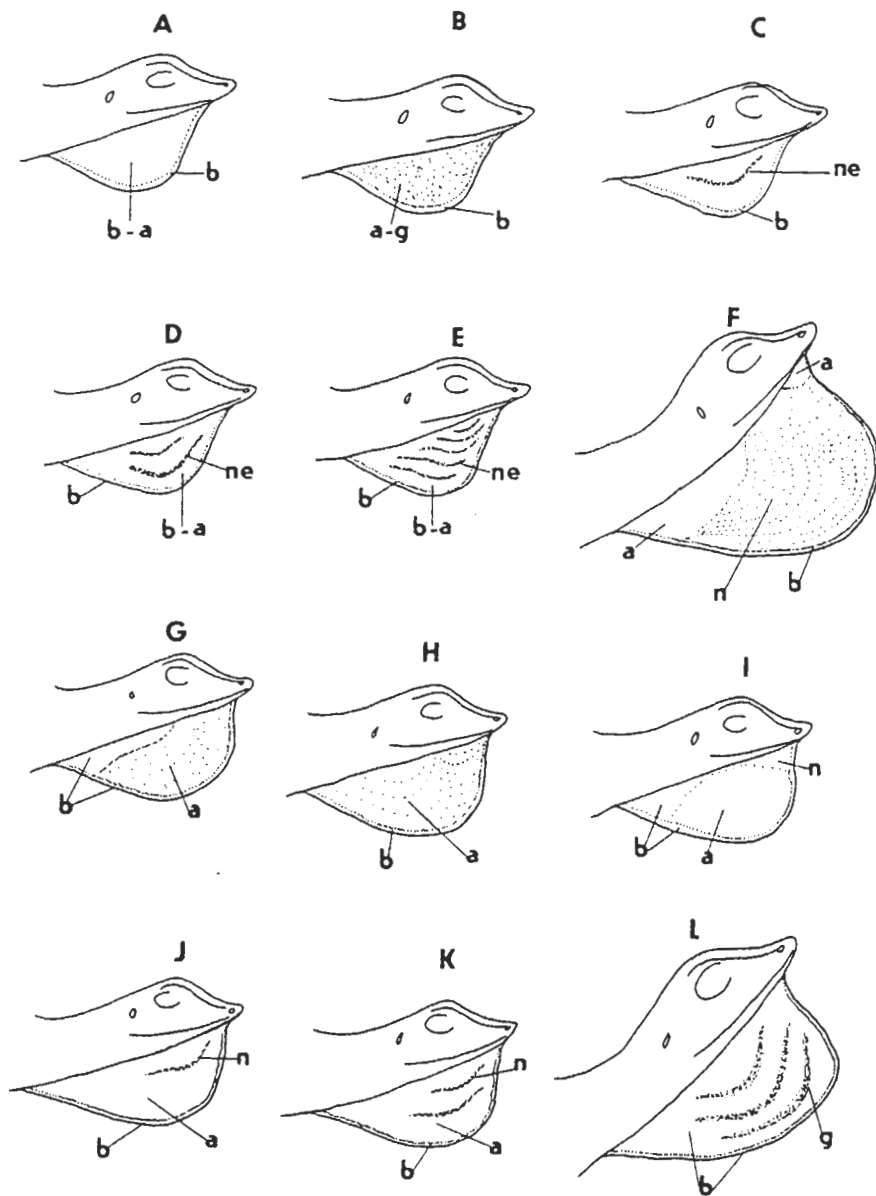 A B C
b ne
b-a a-g b b
D E F
a
b ne b ne
b-a b-a a n b
G H I
n
b a b a b a
J K L
n n
b a b a b g